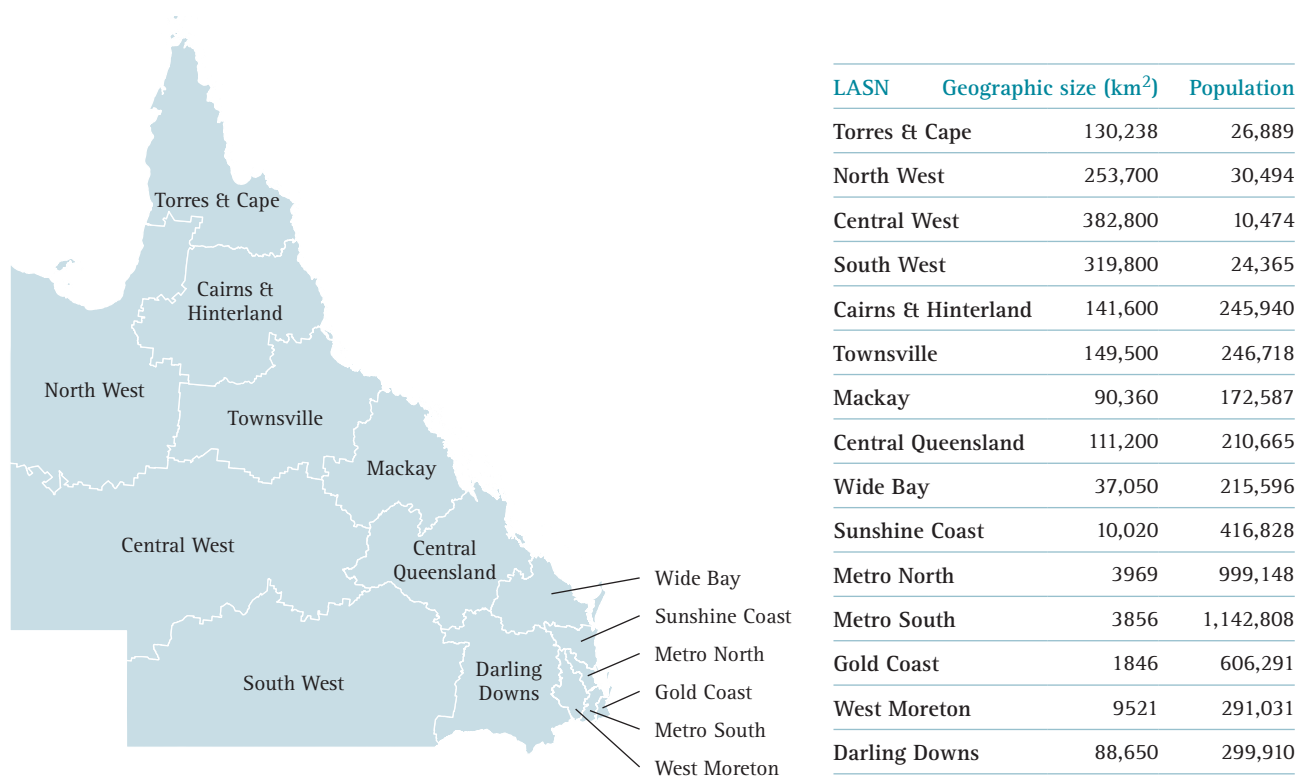 Torres & Cape
Cairns &
Hinterland
North West
Townsville
Mackay
Central West
Central
Queensland
South West
Darling
Downs
Wide Bay
Sunshine Coast
Metro North
Gold Coast
Metro South
West Moreton
LASN Geographic size (km²) Population
Torres & Cape 130,238 26,889
North West 253,700 30,494
Central West 382,800 10,474
South West 319,800 24,365
Cairns & Hinterland 141,600 245,940
Townsville 149,500 246,718
Mackay 90,360 172,587
Central Queensland 111,200 210,665
Wide Bay 37,050 215,596
Sunshine Coast 10,020 416,828
Metro North 3969 999,148
Metro South 3856 1,142,808
Gold Coast 1846 606,291
West Moreton 9521 291,031
Darling Downs 88,650 299,910